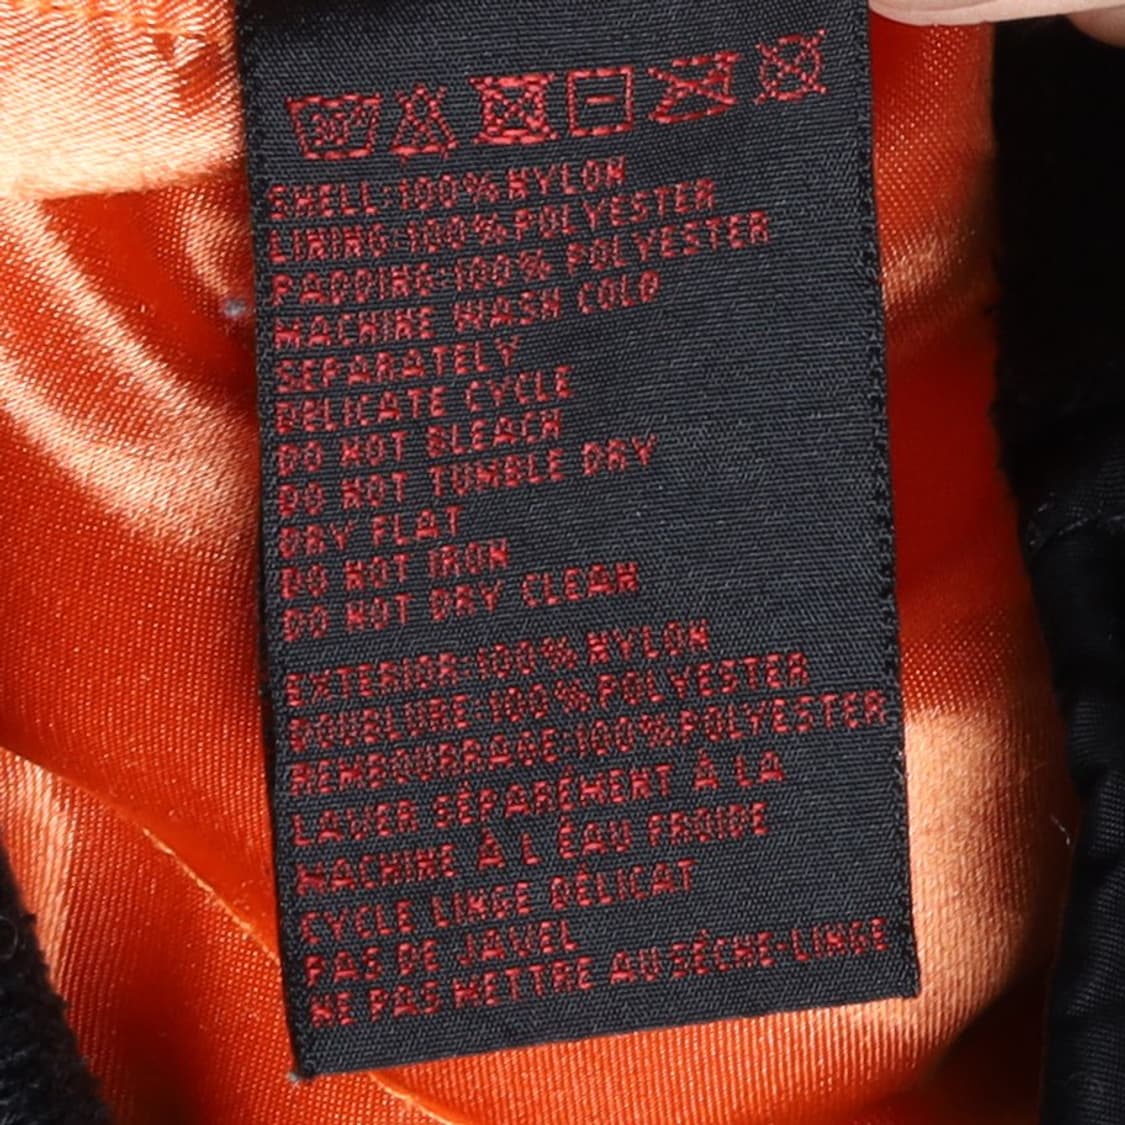 SHELL:100%NYLON
LINING:100%POLYESTER
PADDING:100% POLYESTER
MACHINE WASH COLD
SEPARATELY
DELICATE CYCLE
DO NOT BLEACH
DO NOT TUMBLE DRY
DRY FLAT
DO NOT IRON
DO NOT DRY CLEAN
EXTERIOR:100%NYLON
DOUBLURE:100%POLYESTER
REMBOURRAGE:100%POLYESTER
LAVER SÉPARÉMENT À LA
MACHINE À L ÉAU FROIDE
CYCLE LINGE DÉLICAT
PAS DE JAVEL
NE PAS METTRE AU SÉCHE-LINGE